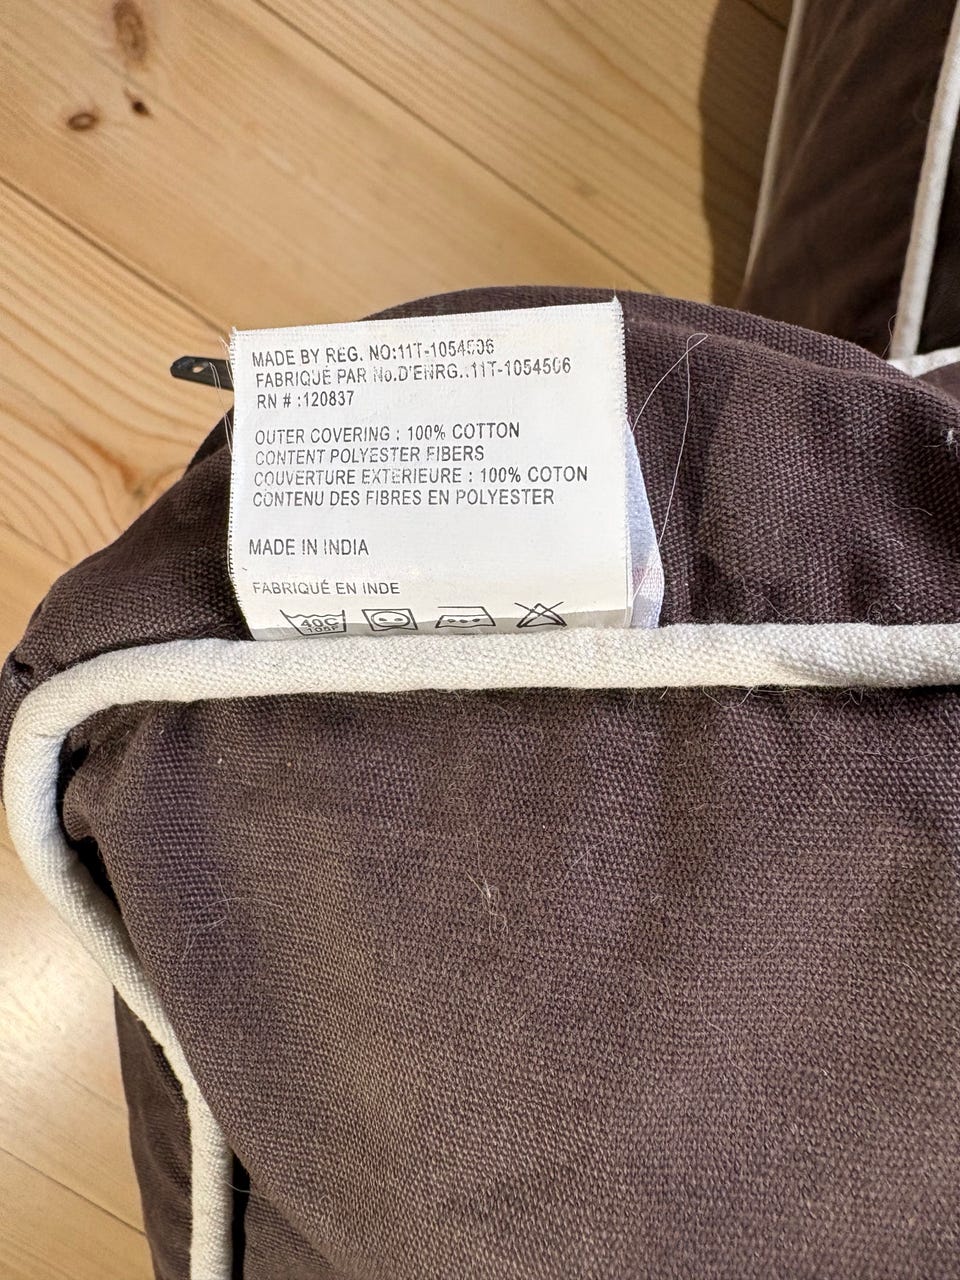 MADE BY REG. NO:11T-1054506
FABRIQUÉ PAR No.D'ENRG..11T-1054506
RN # :120837
OUTER COVERING : 100% COTTON
CONTENT POLYESTER FIBERS
COUVERTURE EXTERIEURE : 100% COTON
CONTENU DES FIBRES EN POLYESTER
MADE IN INDIA
FABRIQUÉ EN INDE
40C
105F